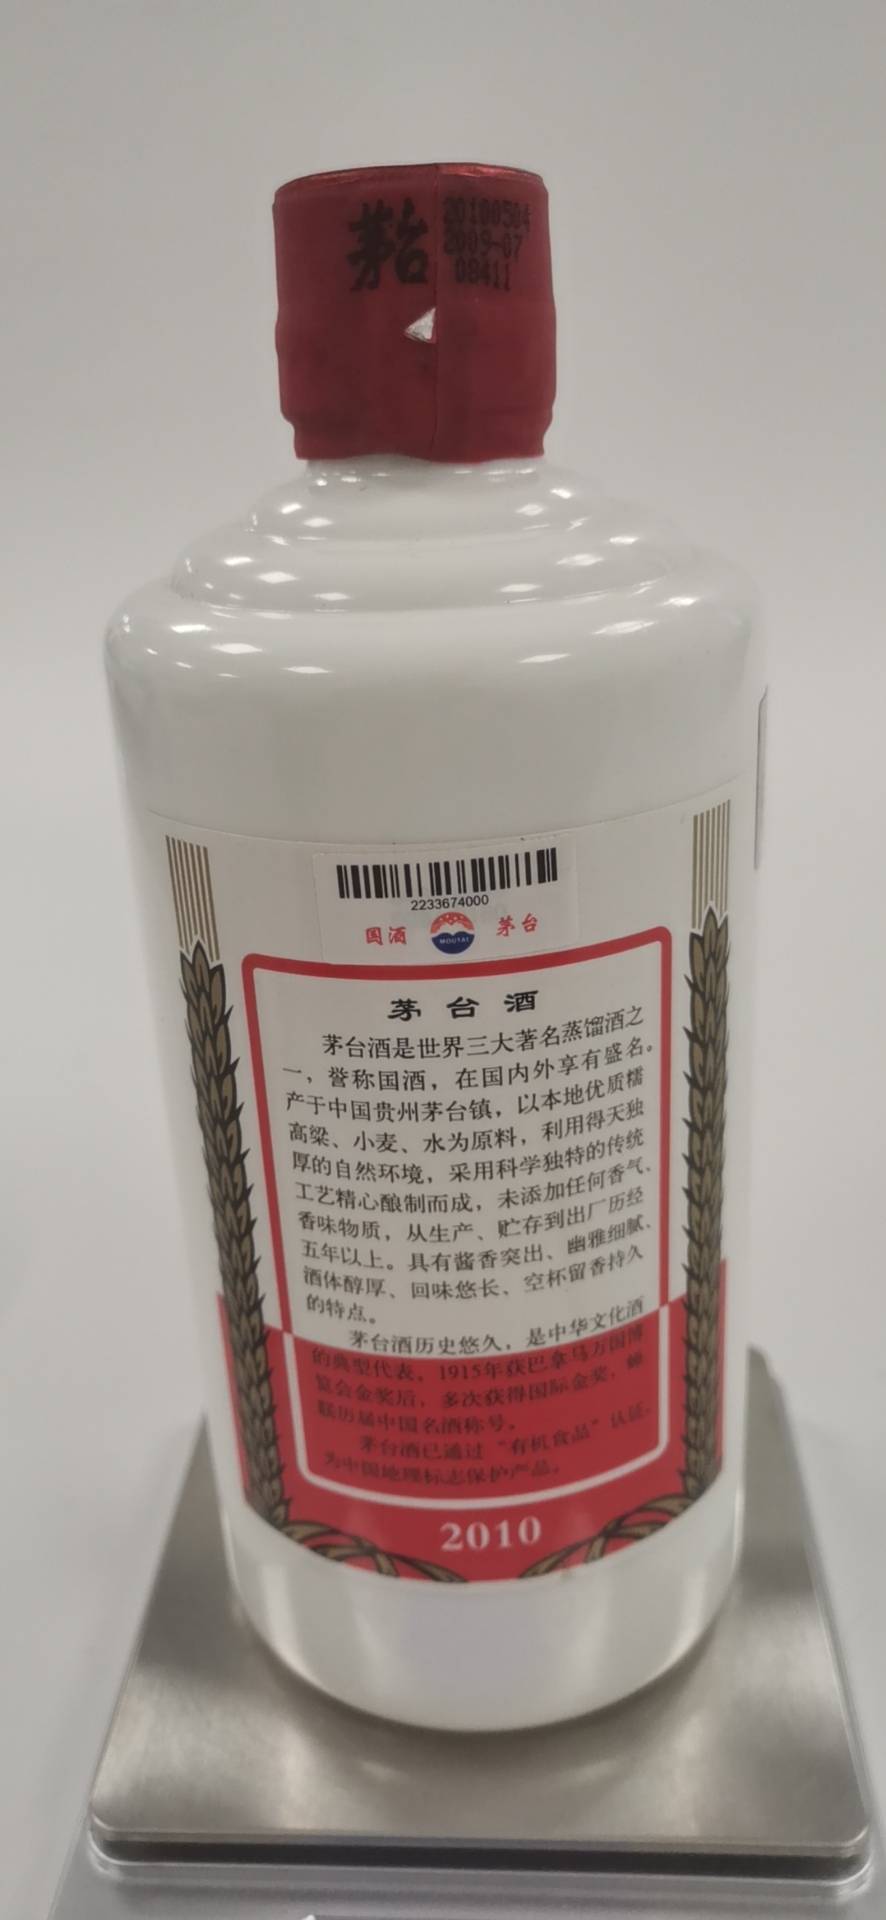 茅台
20100504
2009-07
08411
2233674000
国酒 MOUTAI 茅台
茅台酒
茅台酒是世界三大著名蒸馏酒之
一，誉称国酒，在国内外享有盛名。
产于中国贵州茅台镇，以本地优质糯
高粱、小麦、水为原料，利用得天独
厚的自然环境，采用科学独特的传统
工艺精心酿制而成，未添加任何香气、
香味物质，从生产、贮存到出厂历经
五年以上。具有酱香突出、幽雅细腻、
酒体醇厚、回味悠长、空杯留香持久
的特点。
茅台酒历史悠久，是中华文化酒
的典型代表，1915年获巴拿马万国博
览会金奖后，多次获得国际金奖，蝉
联历届中国名酒称号。
茅台酒已通过“有机食品”认证，
为中国地理标志保护产品。
2010